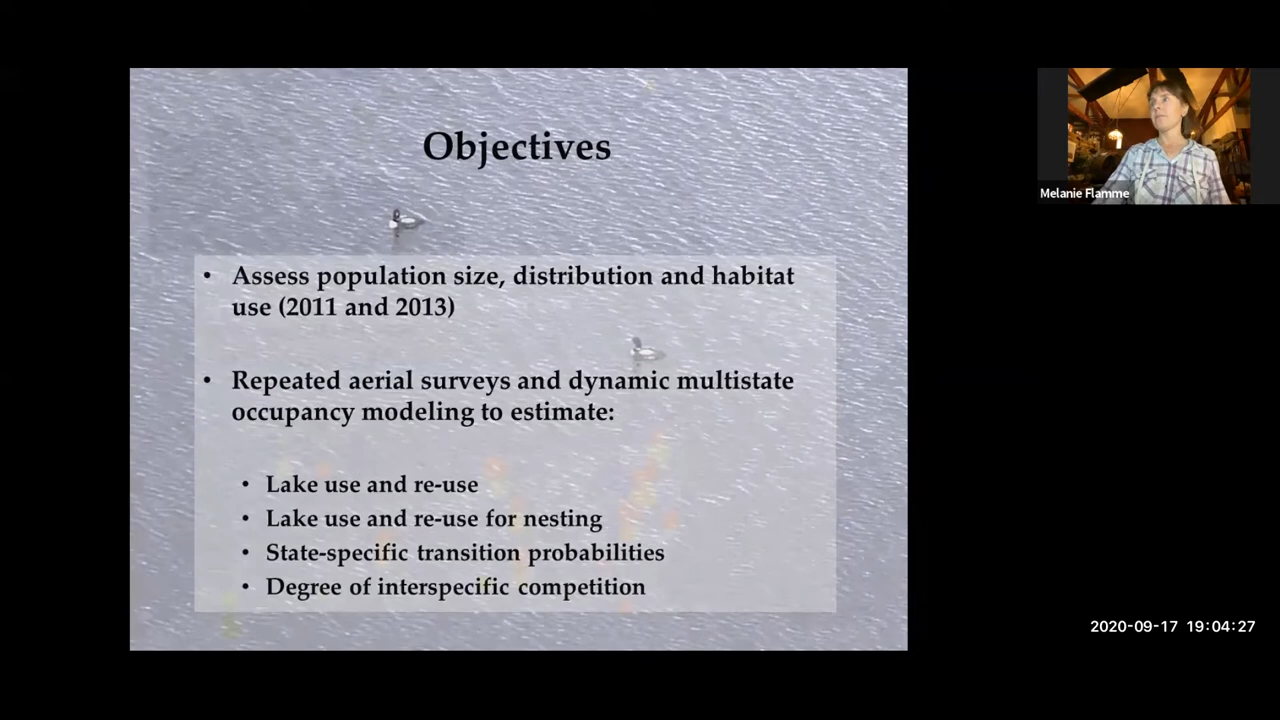 Objectives
• Assess population size, distribution and habitat
use (2011 and 2013)
• Repeated aerial surveys and dynamic multistate
occupancy modeling to estimate:
• Lake use and re-use
• Lake use and re-use for nesting
• State-specific transition probabilities
• Degree of interspecific competition
Melanie Flamme
2020-09-17 19:04:27